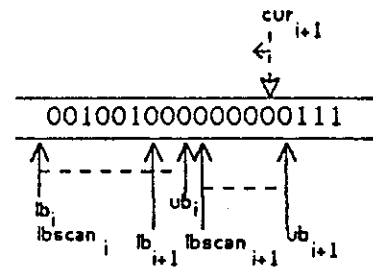 cur i+1
001001000000000111
lb i ub i
lbscan i lb i+1 lbscan i+1 ub i+1